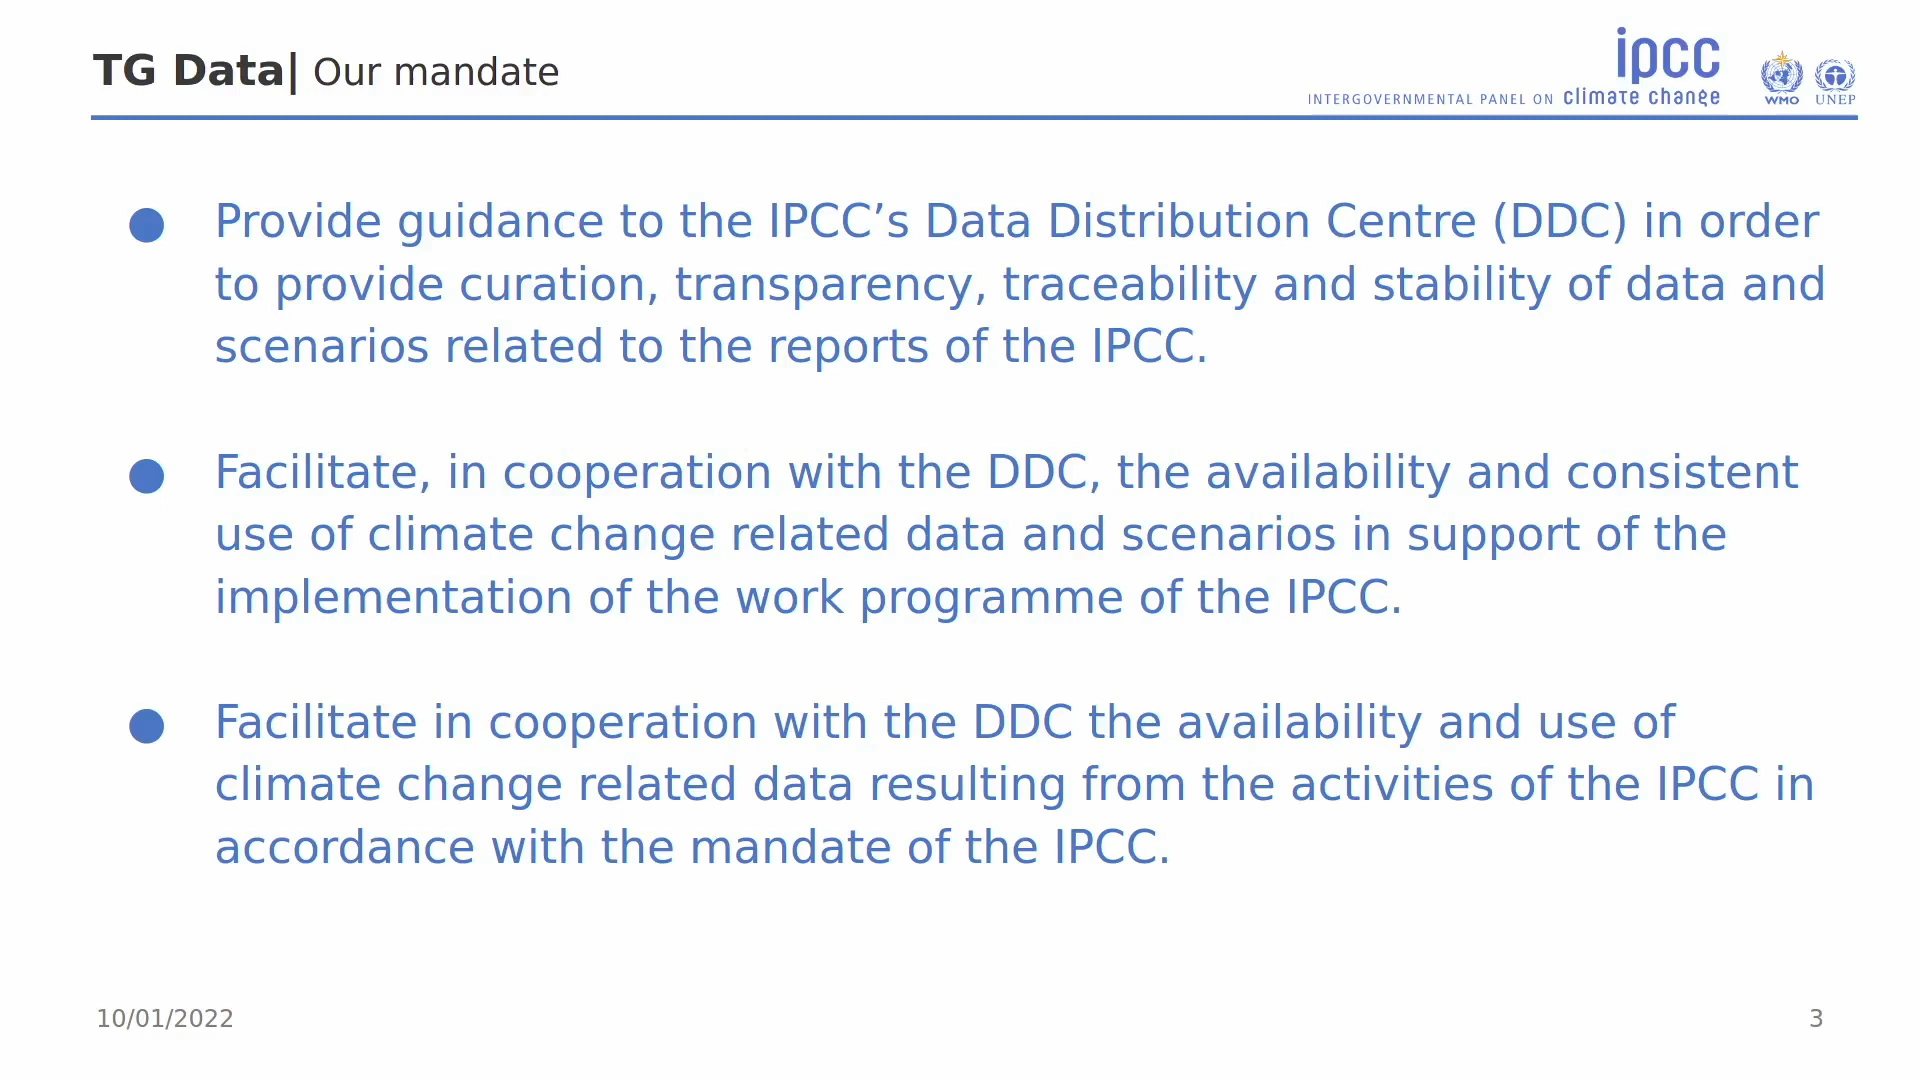 TG Data| Our mandate
ipcc
INTERGOVERNMENTAL PANEL ON climate change
WMO
UNEP
● Provide guidance to the IPCC’s Data Distribution Centre (DDC) in order
to provide curation, transparency, traceability and stability of data and
scenarios related to the reports of the IPCC.
● Facilitate, in cooperation with the DDC, the availability and consistent
use of climate change related data and scenarios in support of the
implementation of the work programme of the IPCC.
● Facilitate in cooperation with the DDC the availability and use of
climate change related data resulting from the activities of the IPCC in
accordance with the mandate of the IPCC.
10/01/2022
3